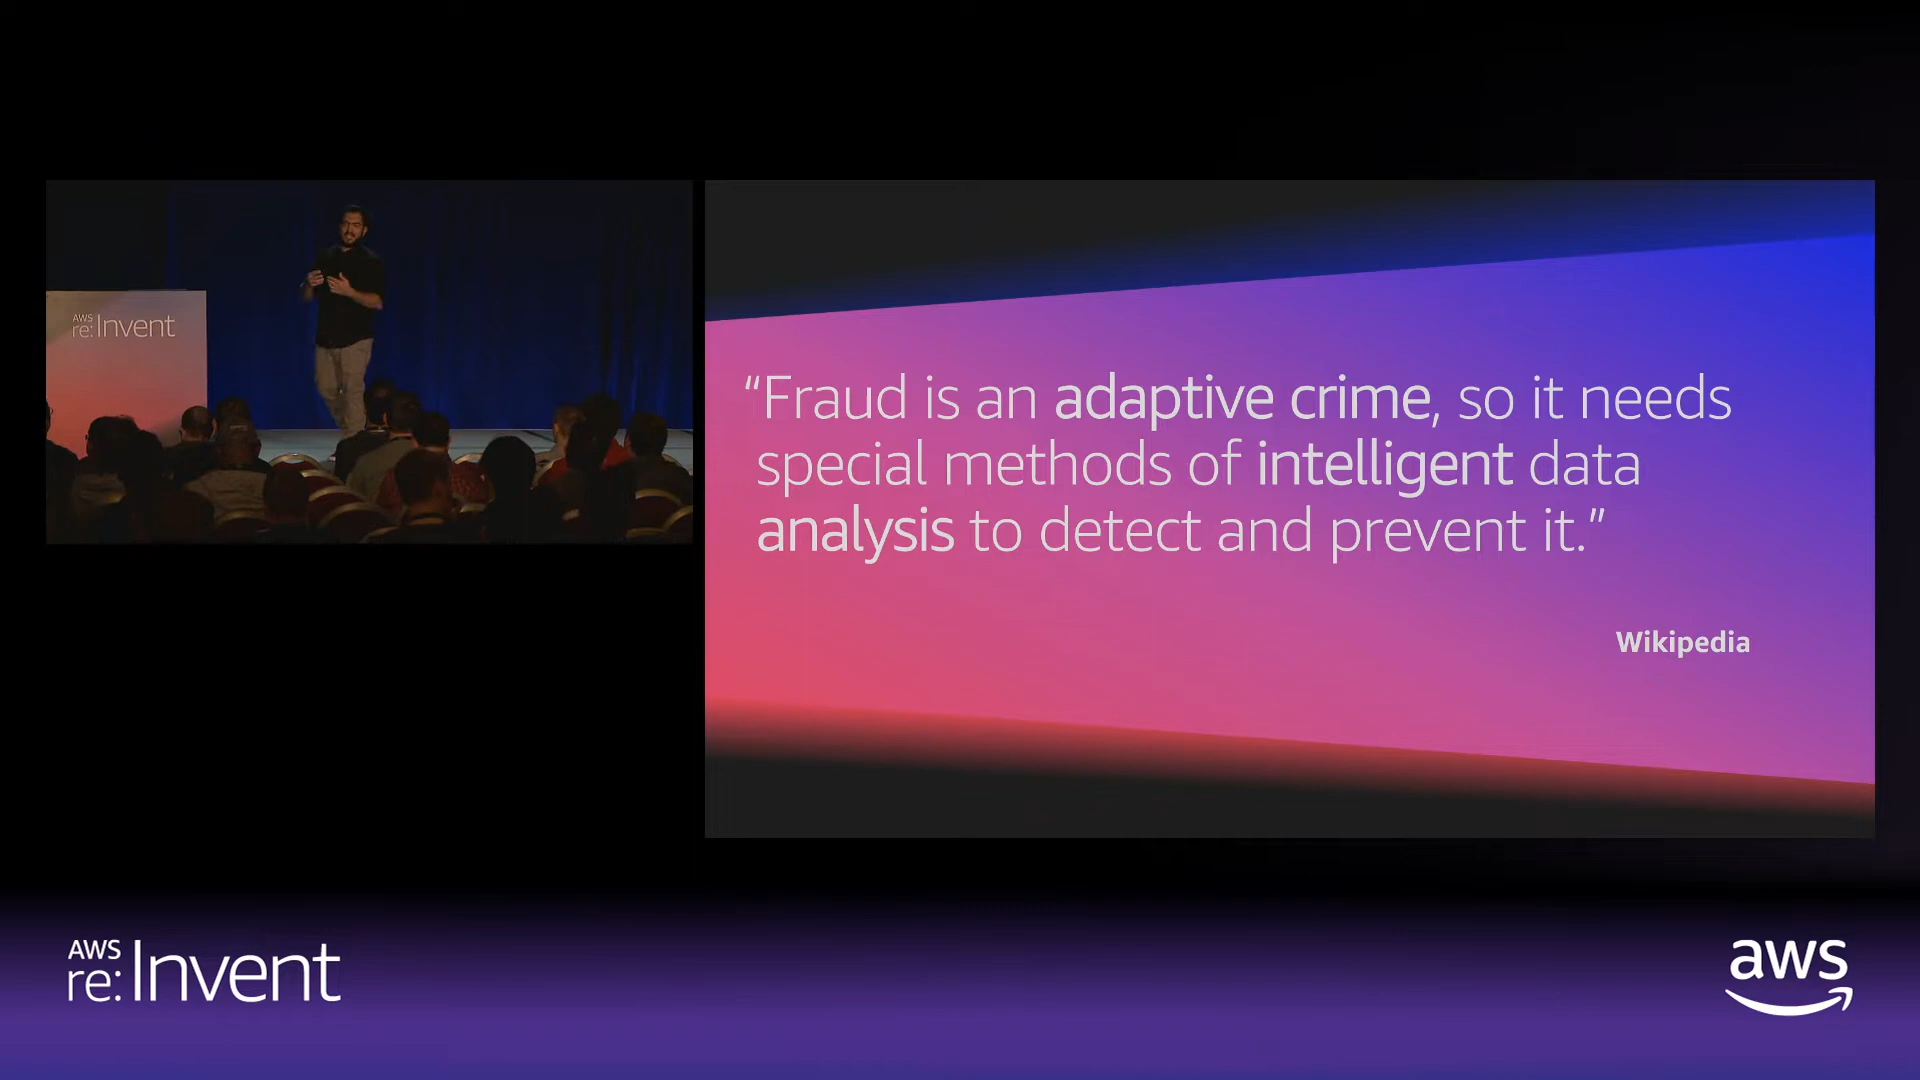 AWS
re:Invent
“Fraud is an adaptive crime, so it needs
special methods of intelligent data
analysis to detect and prevent it.”
Wikipedia
AWS
re:Invent
aws